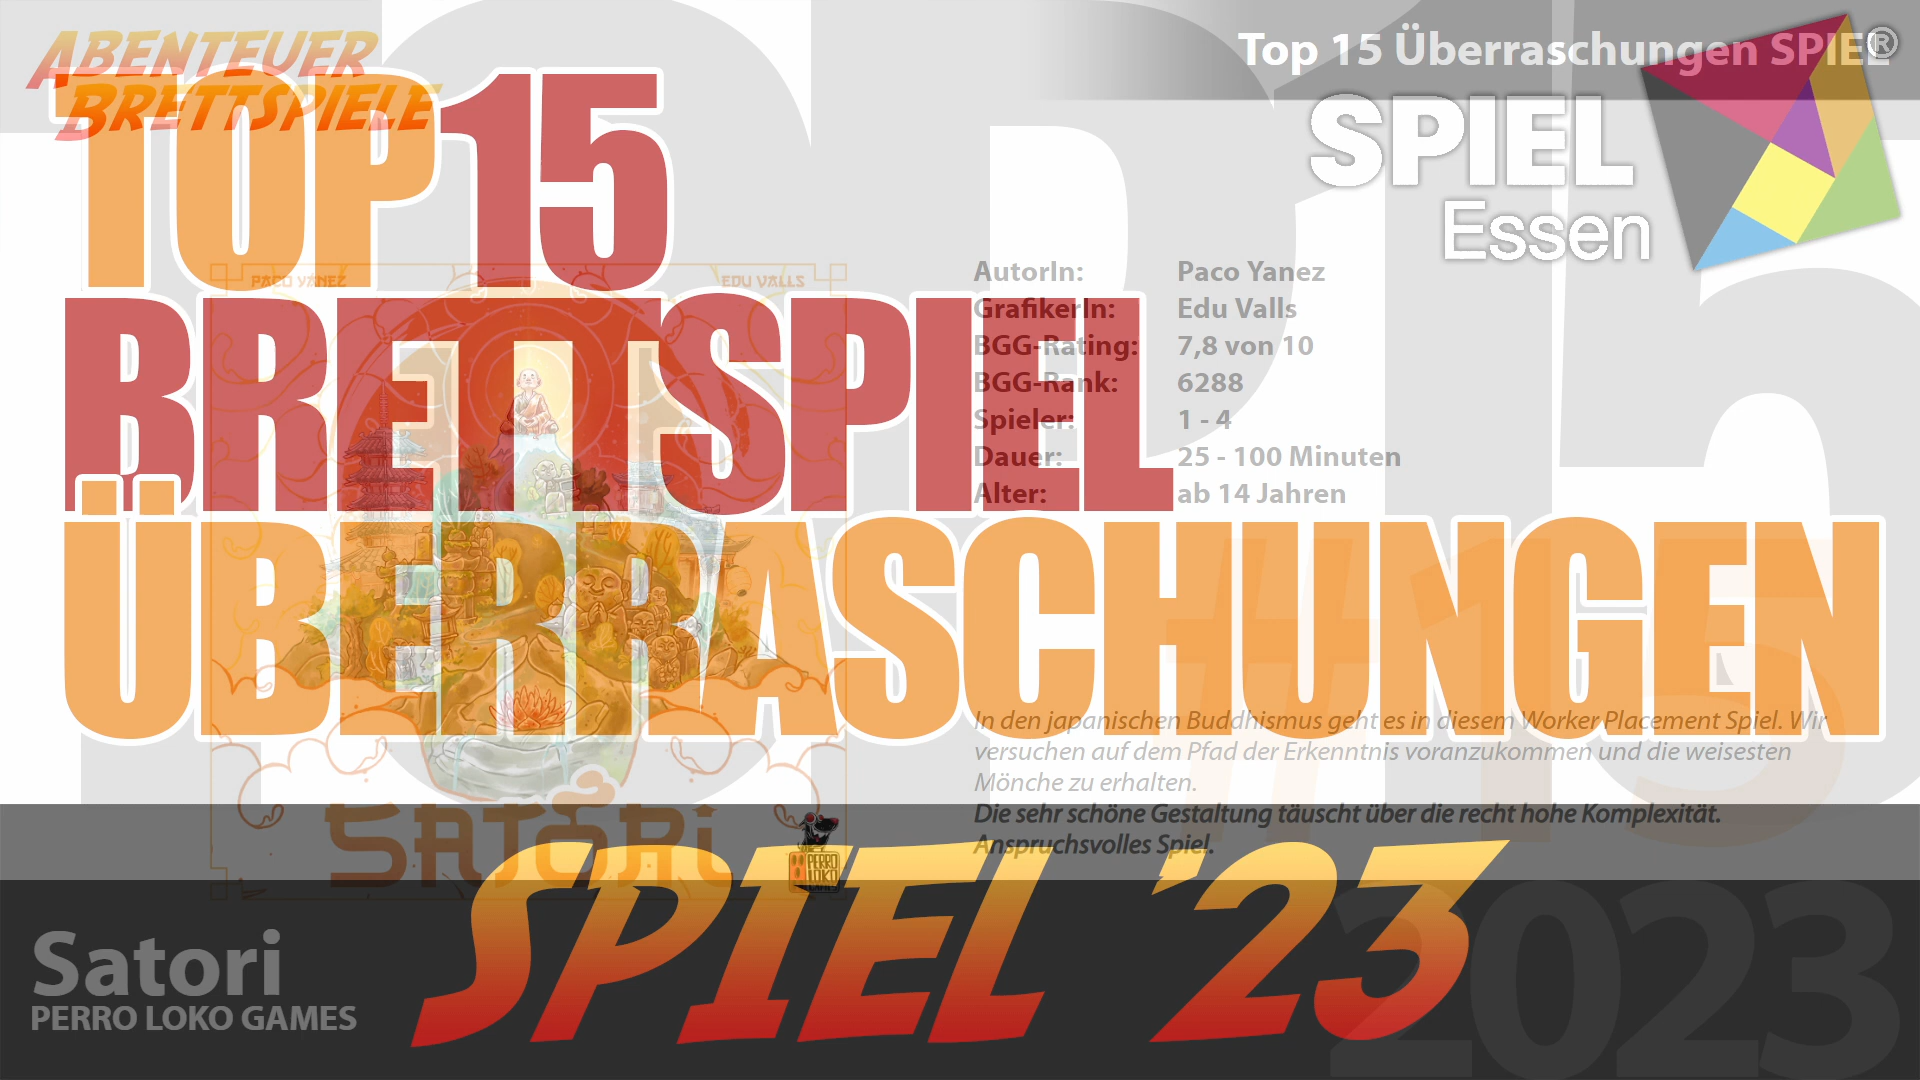 ABENTEUER
BRETTSPIELE
Top 15 Überraschungen SPIEL
®
SPIEL
Essen
TOP 15
BRETTSPIEL
ÜBERRASCHUNGEN
PACO YÁNEZ
EDU VALLS
AutorIn: Paco Yanez
GrafikerIn: Edu Valls
BGG-Rating: 7,8 von 10
BGG-Rank: 6288
Spieler: 1 - 4
Dauer: 25 - 100 Minuten
Alter: ab 14 Jahren
#15
In den japanischen Buddhismus geht es in diesem Worker Placement Spiel. Wir
versuchen auf dem Pfad der Erkenntnis voranzukommen und die weisesten
Mönche zu erhalten.
Die sehr schöne Gestaltung täuscht über die recht hohe Komplexität.
Anspruchsvolles Spiel.
SATORI
PERRO
LOKO
GAMES
SPIEL '23
2023
Satori
PERRO LOKO GAMES